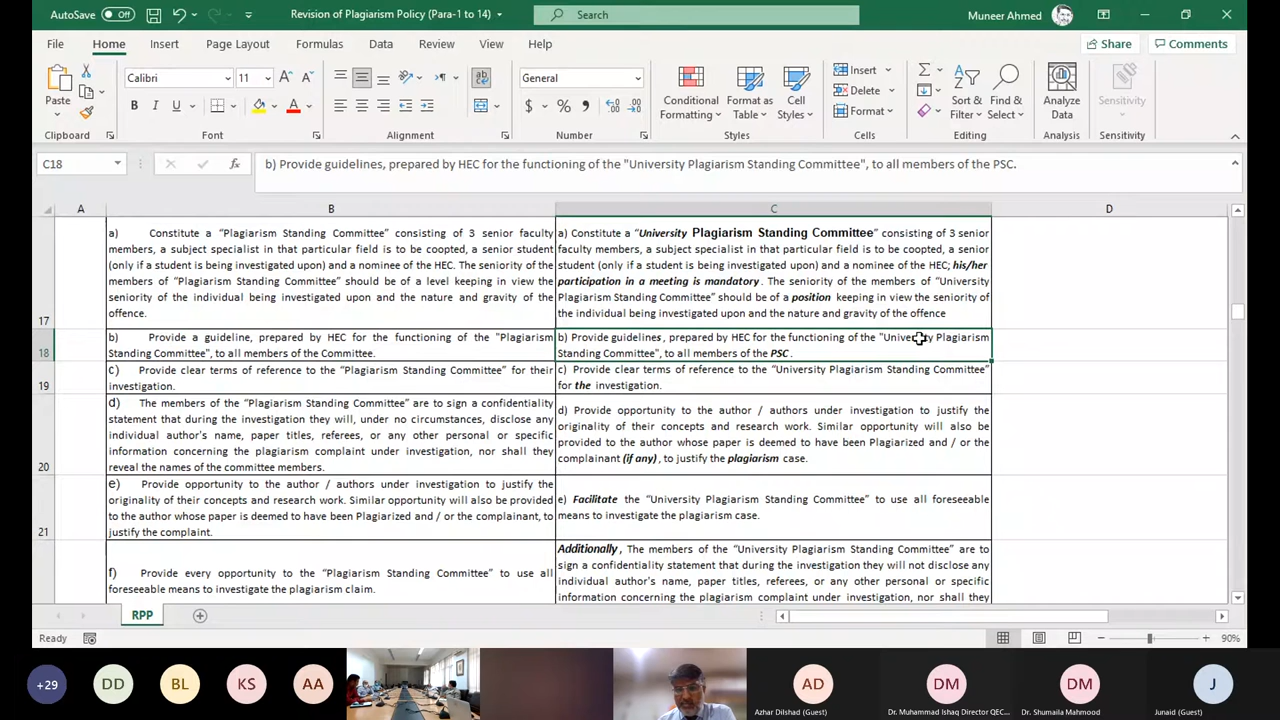 AutoSave Off Revision of Plagiarism Policy (Para-1 to 14) Search Muneer Ahmed
File Home Insert Page Layout Formulas Data Review View Help Share Comments
Paste Calibri 11 General Conditional Formatting Format as Table Cell Styles Insert Delete Format Sort & Filter Find & Select Analyze Data Sensitivity
Clipboard Font Alignment Number Styles Cells Editing Analysis Sensitivity
C18 fx b) Provide guidelines, prepared by HEC for the functioning of the "University Plagiarism Standing Committee", to all members of the PSC.
A B C D
17
a) Constitute a “Plagiarism Standing Committee” consisting of 3 senior faculty
members, a subject specialist in that particular field is to be coopted, a senior student
(only if a student is being investigated upon) and a nominee of the HEC. The seniority of the
members of “Plagiarism Standing Committee” should be of a level keeping in view the
seniority of the individual being investigated upon and the nature and gravity of the
offence.
a) Constitute a “University Plagiarism Standing Committee” consisting of 3 senior
faculty members, a subject specialist in that particular field is to be coopted, a senior
student (only if a student is being investigated upon) and a nominee of the HEC; his/her
participation in a meeting is mandatory. The seniority of the members of “University
Plagiarism Standing Committee” should be of a position keeping in view the seniority of
the individual being investigated upon and the nature and gravity of the offence
18
b) Provide a guideline, prepared by HEC for the functioning of the "Plagiarism
Standing Committee", to all members of the Committee.
b) Provide guidelines, prepared by HEC for the functioning of the "University Plagiarism
Standing Committee", to all members of the PSC.
19
c) Provide clear terms of reference to the “Plagiarism Standing Committee” for their
investigation.
c) Provide clear terms of reference to the “University Plagiarism Standing Committee”
for the investigation.
20
d) The members of the “Plagiarism Standing Committee” are to sign a confidentiality
statement that during the investigation they will, under no circumstances, disclose any
individual author's name, paper titles, referees, or any other personal or specific
information concerning the plagiarism complaint under investigation, nor shall they
reveal the names of the committee members.
d) Provide opportunity to the author / authors under investigation to justify the
originality of their concepts and research work. Similar opportunity will also be
provided to the author whose paper is deemed to have been Plagiarized and / or the
complainant (if any), to justify the plagiarism case.
21
e) Provide opportunity to the author / authors under investigation to justify the
originality of their concepts and research work. Similar opportunity will also be provided
to the author whose paper is deemed to have been Plagiarized and / or the complainant, to
justify the complaint.
e) Facilitate the “University Plagiarism Standing Committee” to use all foreseeable
means to investigate the plagiarism case.
f) Provide every opportunity to the “Plagiarism Standing Committee” to use all
foreseeable means to investigate the plagiarism claim.
Additionally, The members of the “University Plagiarism Standing Committee” are to
sign a confidentiality statement that during the investigation they will not disclose any
individual author's name, paper titles, referees, or any other personal or specific
information concerning the plagiarism complaint under investigation, nor shall they
RPP
Ready 90%
+29 DD BL KS AA AD DM DM J
Azhar Dilshad (Guest) Dr. Muhammad Ishaq Director QEC... Dr. Shumaila Mahmood Junaid (Guest)